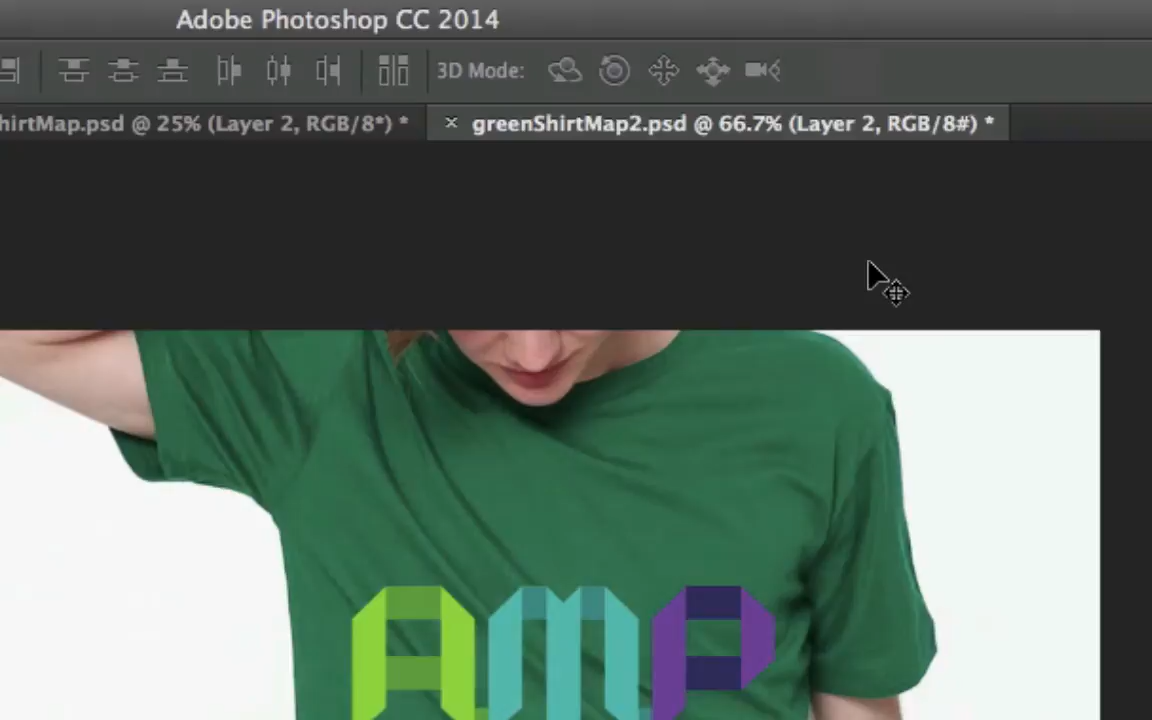 Adobe Photoshop CC 2014
3D Mode:
hirtMap.psd @ 25% (Layer 2, RGB/8*) *
× greenShirtMap2.psd @ 66.7% (Layer 2, RGB/8#) *
AMP